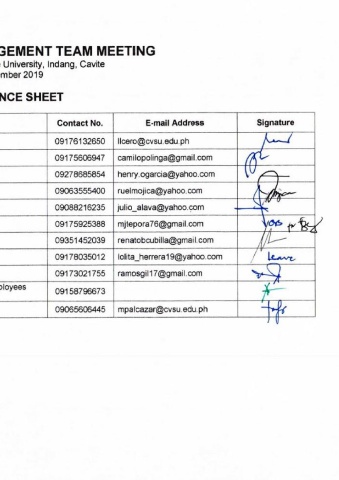 GEMENT TEAM MEETING
University, Indang, Cavite
mber 2019
NCE SHEET
Contact No. E-mail Address Signature
09176132650 llcero@cvsu.edu.ph
09175606947 camilopolinga@gmail.com
09278685854 henry.ogarcia@yahoo.com
09063555400 ruelmojica@yahoo.com
09088216235 julio_alava@yahoo.com
09175925388 mjtepora76@gmail.com
09351452039 renatobcubilla@gmail.com
09178035012 lolita_herrera19@yahoo.com Leave
09173021755 ramosgil17@gmail.com
ployees 09158796673
09065606445 mpalcazar@cvsu.edu.ph